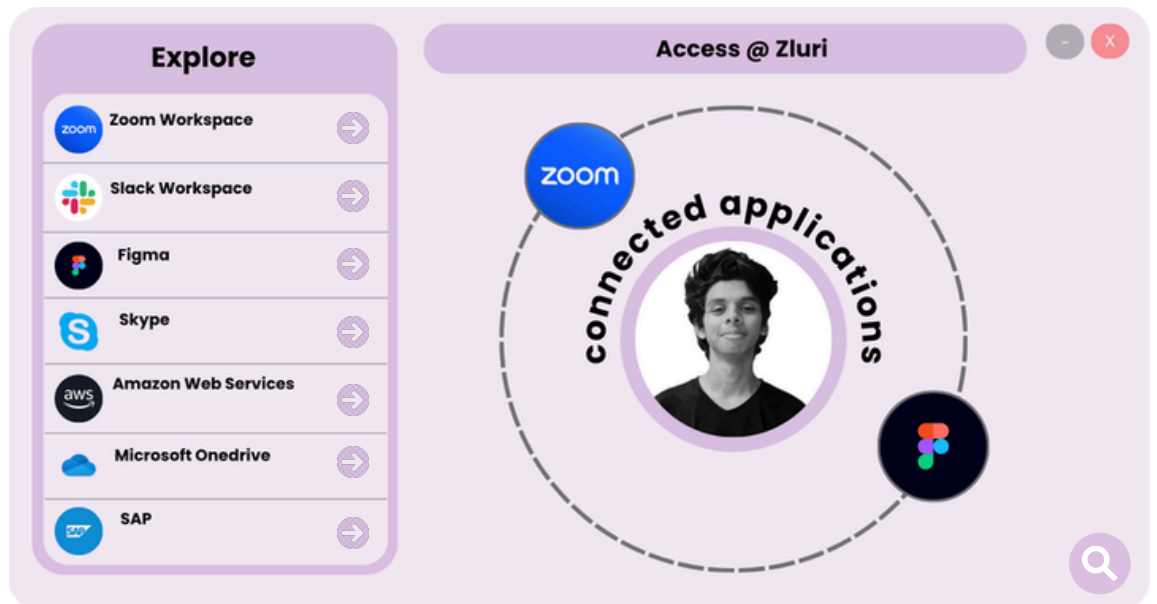 Explore
zoom Zoom Workspace
Slack Workspace
Figma
Skype
aws Amazon Web Services
Microsoft Onedrive
SAP SAP
Access @ Zluri
– X
zoom
connected applications